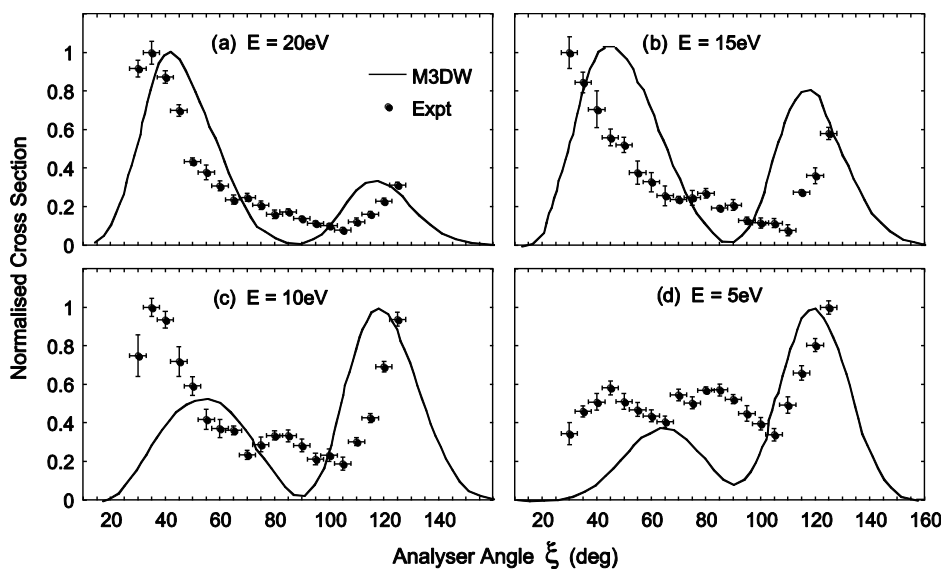 (a) E = 20eV
M3DW
Expt
(b) E = 15eV
(c) E = 10eV
(d) E = 5eV
1
0.8
0.6
0.4
0.2
0
1
0.8
0.6
0.4
0.2
0
Normalised Cross Section
20 40 60 80 100 120 140
20 40 60 80 100 120 140 160
Analyser Angle ξ (deg)